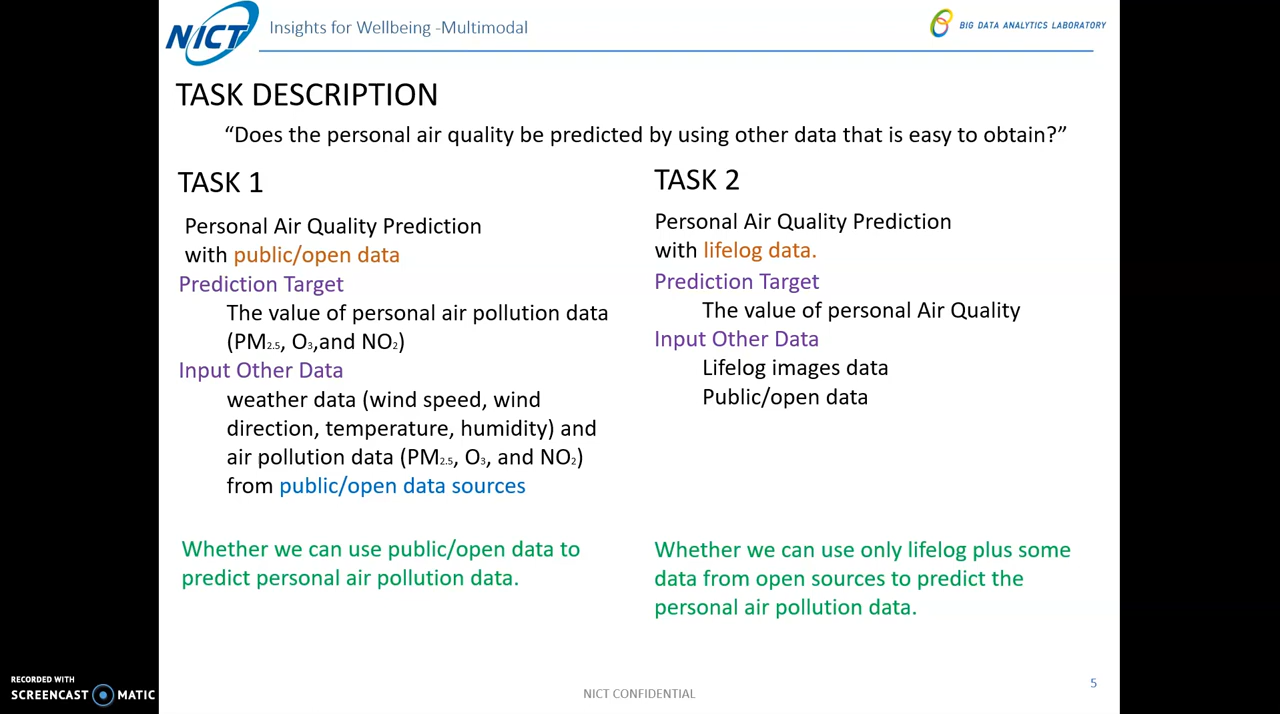 NICT
Insights for Wellbeing -Multimodal
BIG DATA ANALYTICS LABORATORY
TASK DESCRIPTION
“Does the personal air quality be predicted by using other data that is easy to obtain?”
TASK 1
Personal Air Quality Prediction
with public/open data
Prediction Target
The value of personal air pollution data
(PM2.5, O3,and NO2)
Input Other Data
weather data (wind speed, wind
direction, temperature, humidity) and
air pollution data (PM2.5, O3, and NO2)
from public/open data sources
Whether we can use public/open data to
predict personal air pollution data.
TASK 2
Personal Air Quality Prediction
with lifelog data.
Prediction Target
The value of personal Air Quality
Input Other Data
Lifelog images data
Public/open data
Whether we can use only lifelog plus some
data from open sources to predict the
personal air pollution data.
RECORDED WITH
SCREENCAST MATIC
NICT CONFIDENTIAL
5